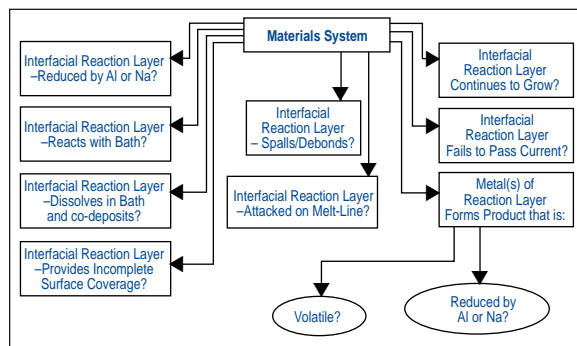 Materials System
Interfacial Reaction Layer
–Reduced by Al or Na?
Interfacial Reaction Layer
–Reacts with Bath?
Interfacial Reaction Layer
–Dissolves in Bath
and co-deposits?
Interfacial Reaction Layer
–Provides Incomplete
Surface Coverage?
Interfacial
Reaction Layer
– Spalls/Debonds?
Interfacial Reaction Layer
–Attacked on Melt-Line?
Interfacial
Reaction Layer
Continues to Grow?
Interfacial
Reaction Layer
Fails to Pass Current?
Metal(s) of
Reaction Layer
Forms Product that is:
Volatile?
Reduced by
Al or Na?